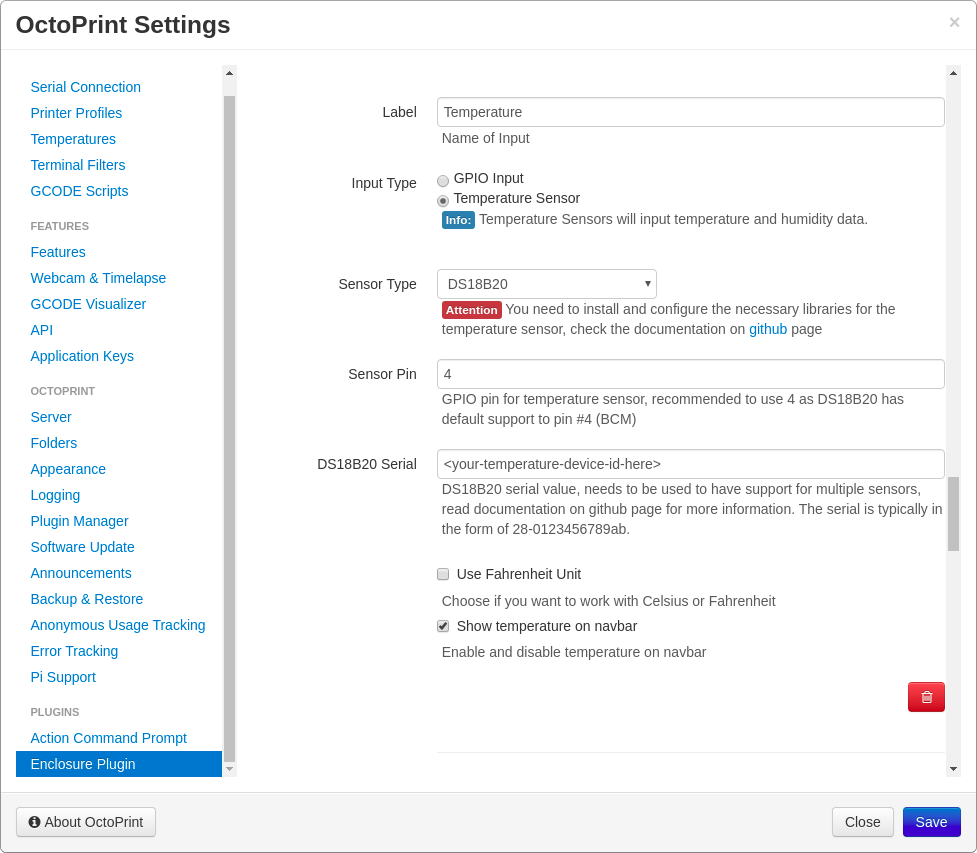 OctoPrint Settings
×
Serial Connection
Printer Profiles
Temperatures
Terminal Filters
GCODE Scripts
FEATURES
Features
Webcam & Timelapse
GCODE Visualizer
API
Application Keys
OCTOPRINT
Server
Folders
Appearance
Logging
Plugin Manager
Software Update
Announcements
Backup & Restore
Anonymous Usage Tracking
Error Tracking
Pi Support
PLUGINS
Action Command Prompt
Enclosure Plugin
Label
Temperature
Name of Input
Input Type
GPIO Input
Temperature Sensor
Info: Temperature Sensors will input temperature and humidity data.
Sensor Type
DS18B20
Attention You need to install and configure the necessary libraries for the
temperature sensor, check the documentation on github page
Sensor Pin
4
GPIO pin for temperature sensor, recommended to use 4 as DS18B20 has
default support to pin #4 (BCM)
DS18B20 Serial
<your-temperature-device-id-here>
DS18B20 serial value, needs to be used to have support for multiple sensors,
read documentation on github page for more information. The serial is typically in
the form of 28-0123456789ab.
Use Fahrenheit Unit
Choose if you want to work with Celsius or Fahrenheit
Show temperature on navbar
Enable and disable temperature on navbar
About OctoPrint
Close
Save